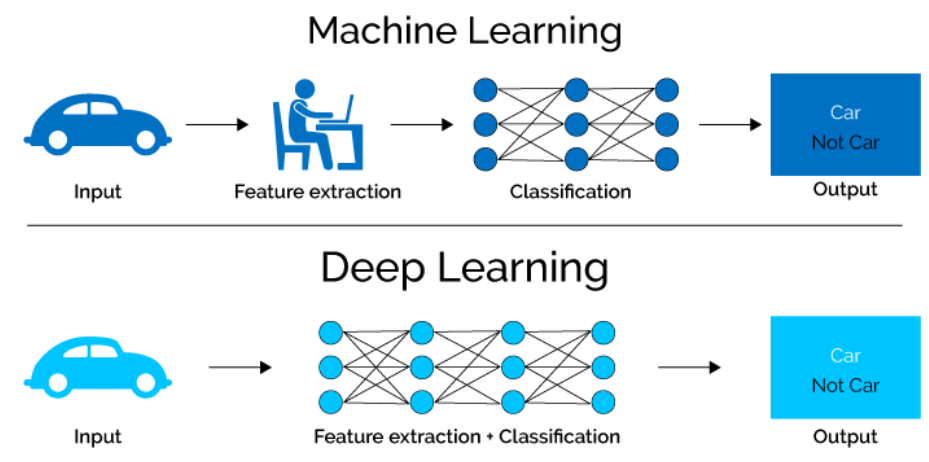 Machine Learning
Car
Not Car
Input
Feature extraction
Classification
Output
Deep Learning
Car
Not Car
Input
Feature extraction + Classification
Output